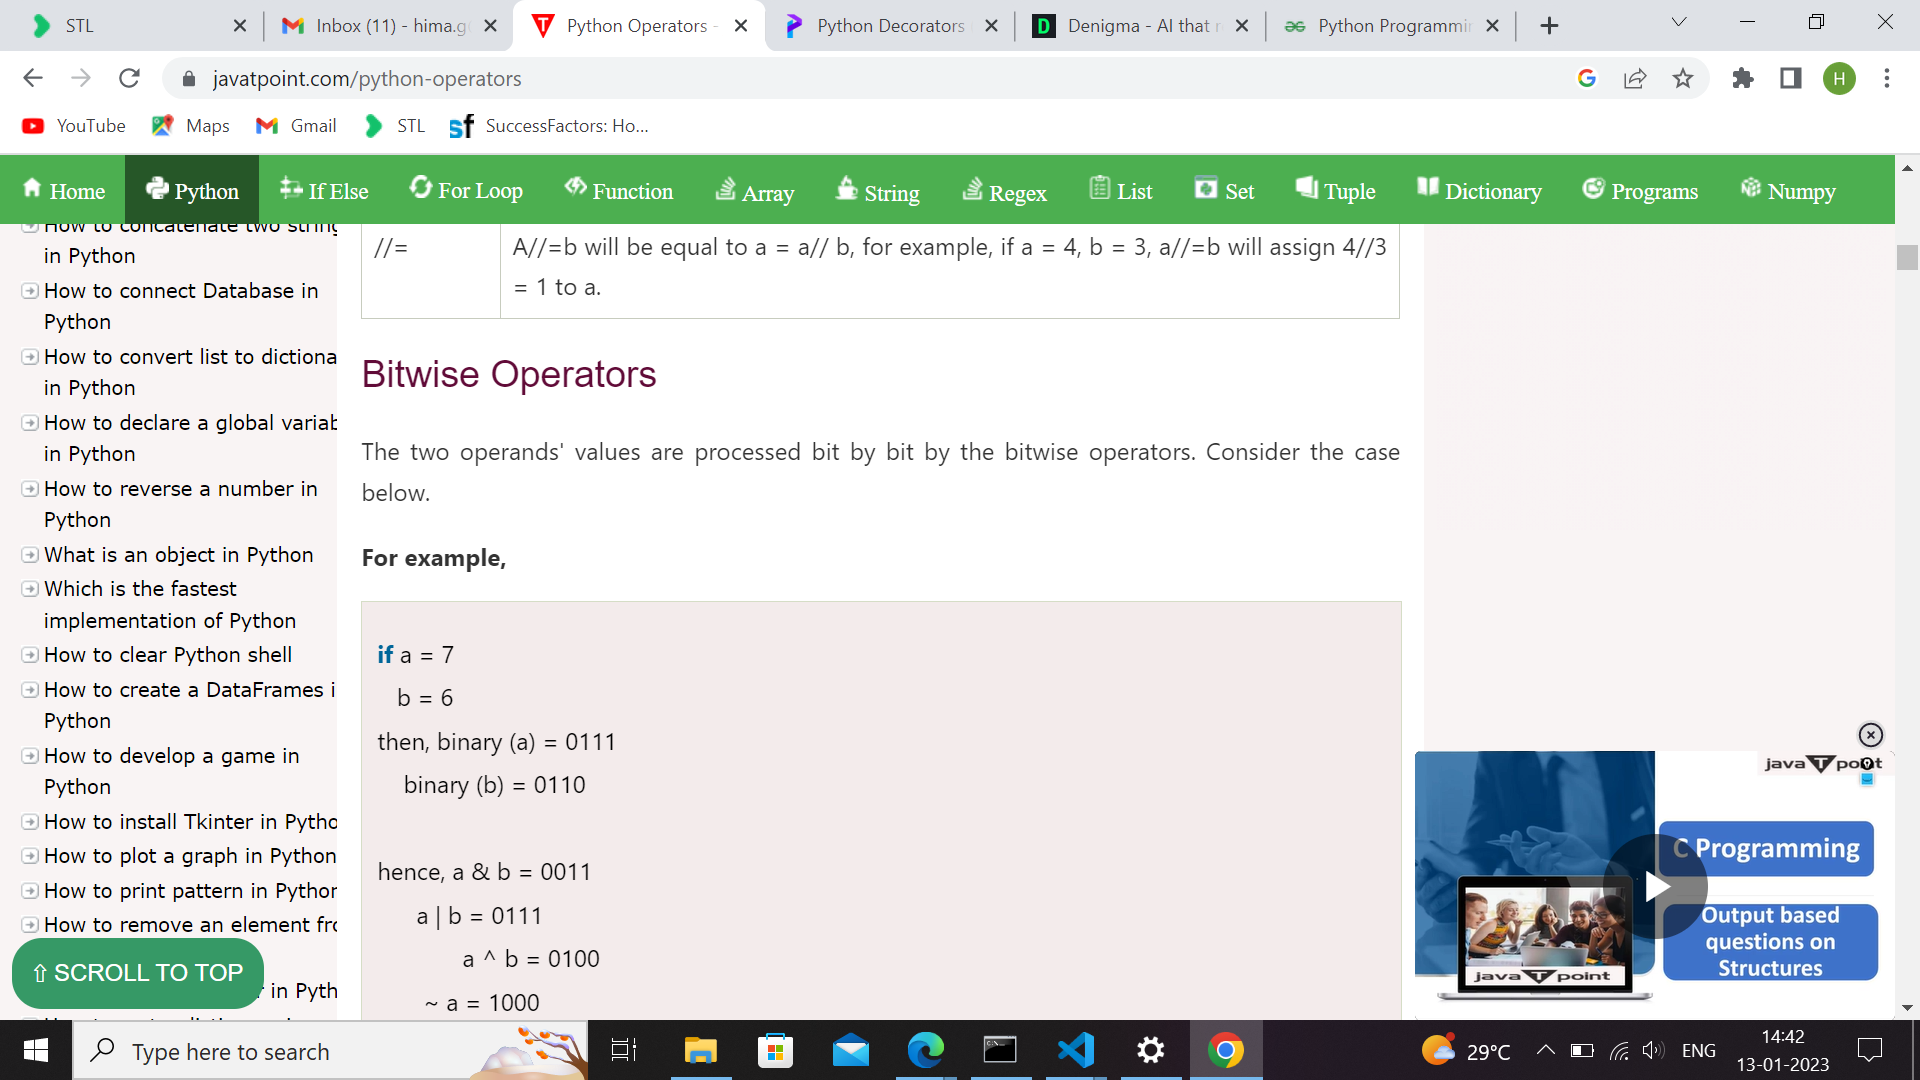 STL
Inbox (11) - hima.g
Python Operators -
Python Decorators
Denigma - AI that r
Python Programmin
javatpoint.com/python-operators
H
YouTube
Maps
Gmail
STL
SuccessFactors: Ho...
Home
Python
If Else
For Loop
Function
Array
String
Regex
List
Set
Tuple
Dictionary
Programs
Numpy
How to concatenate two string
in Python
How to connect Database in
Python
How to convert list to dictiona
in Python
How to declare a global variab
in Python
How to reverse a number in
Python
What is an object in Python
Which is the fastest
implementation of Python
How to clear Python shell
How to create a DataFrames i
Python
How to develop a game in
Python
How to install Tkinter in Pytho
How to plot a graph in Python
How to print pattern in Python
How to remove an element fro
in Pyth
⇧ SCROLL TO TOP
//=
A//=b will be equal to a = a// b, for example, if a = 4, b = 3, a//=b will assign 4//3
= 1 to a.
Bitwise Operators
The two operands' values are processed bit by bit by the bitwise operators. Consider the case
below.
For example,
if a = 7
b = 6
then, binary (a) = 0111
binary (b) = 0110
hence, a & b = 0011
a | b = 0111
a ^ b = 0100
~ a = 1000
java T point
C Programming
Output based
questions on
Structures
java T point
Type here to search
29°C
ENG
14:42
13-01-2023